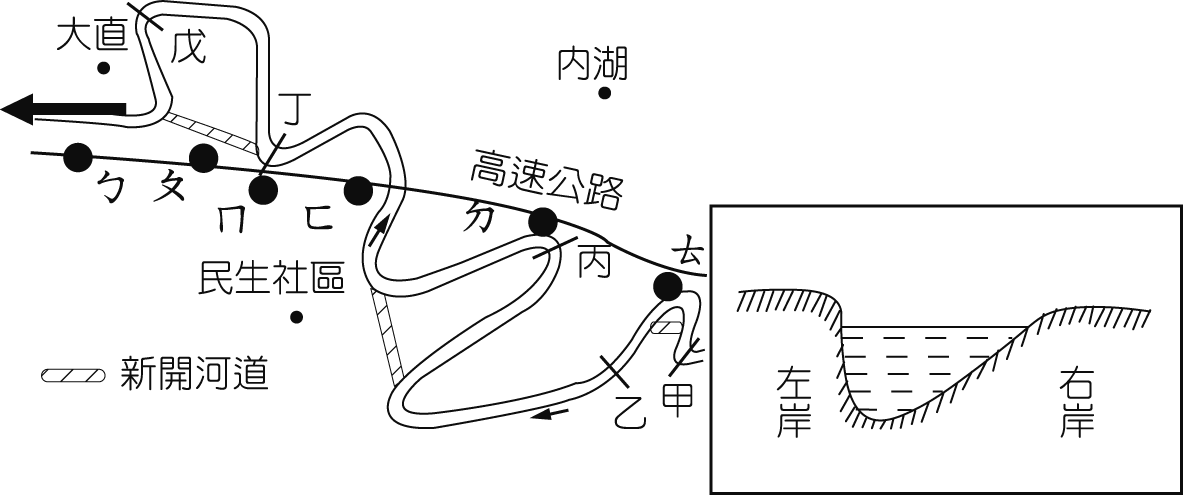 大直
戊
內湖
丁
高速公路
ㄅ
ㄆ
ㄇ
ㄈ
ㄉ
ㄊ
丙
民生社區
新開河道
乙
甲
左岸
右岸